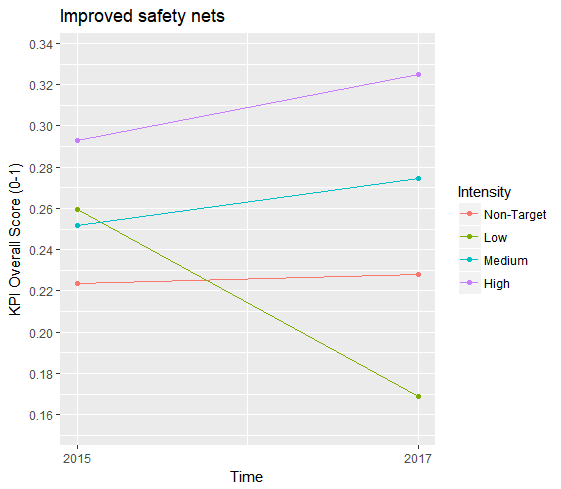 Improved safety nets
0.34
0.32
0.30
0.28
0.26
0.24
0.22
0.20
0.18
0.16
KPI Overall Score (0-1)
2015
2017
Time
Intensity
Non-Target
Low
Medium
High